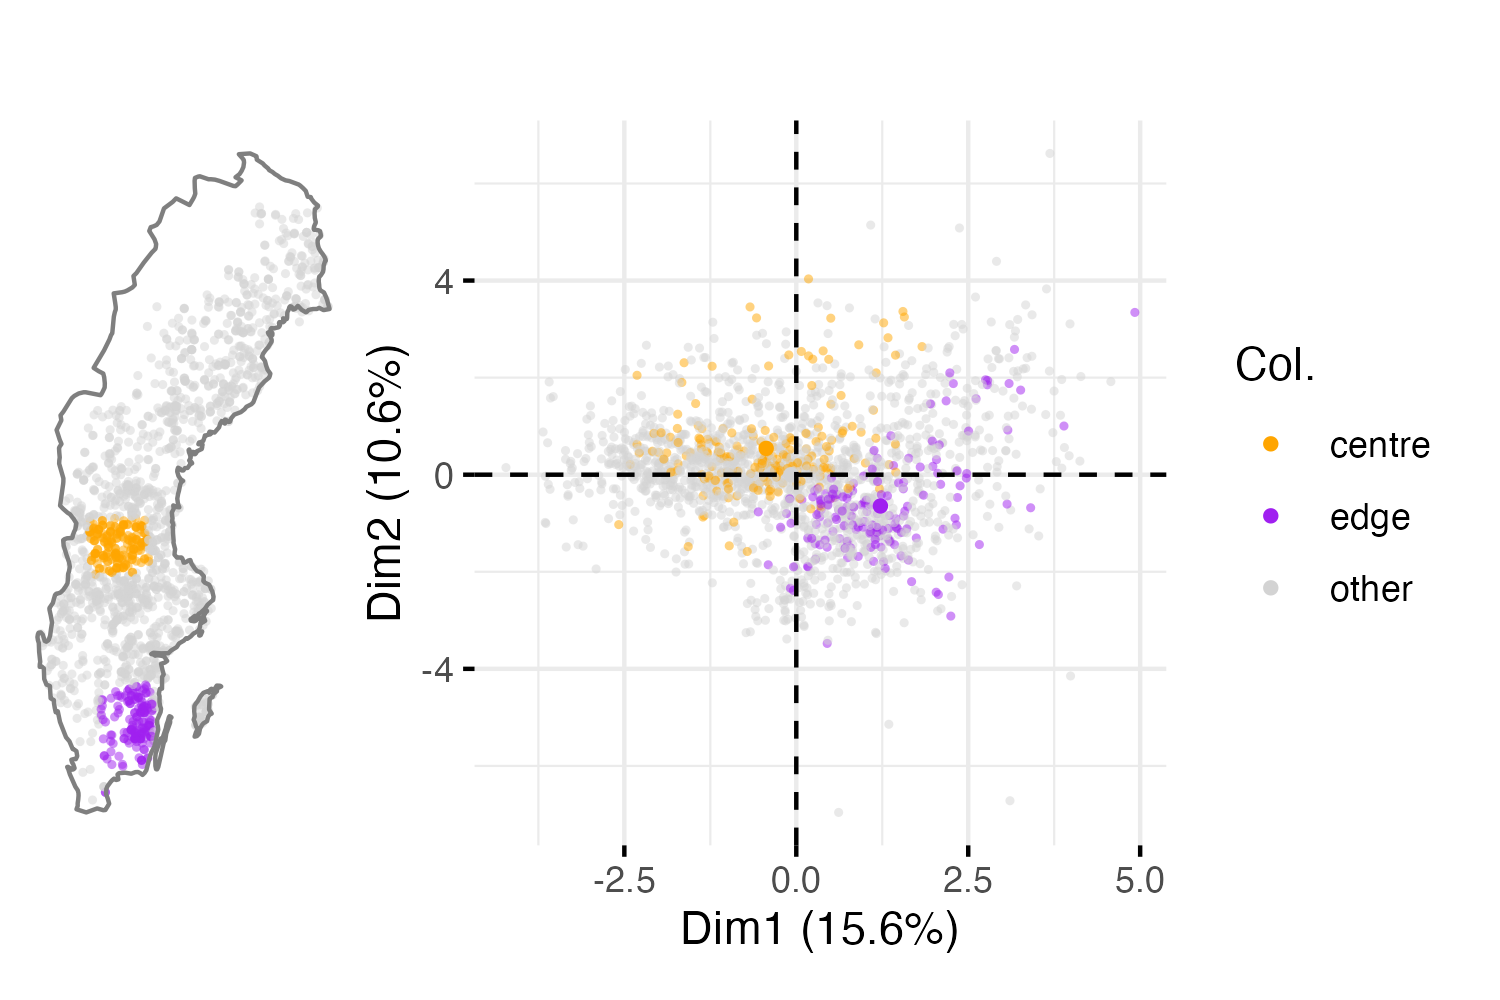 4
0
-4
Dim2 (10.6%)
-2.5
0.0
2.5
5.0
Dim1 (15.6%)
Col.
centre
edge
other